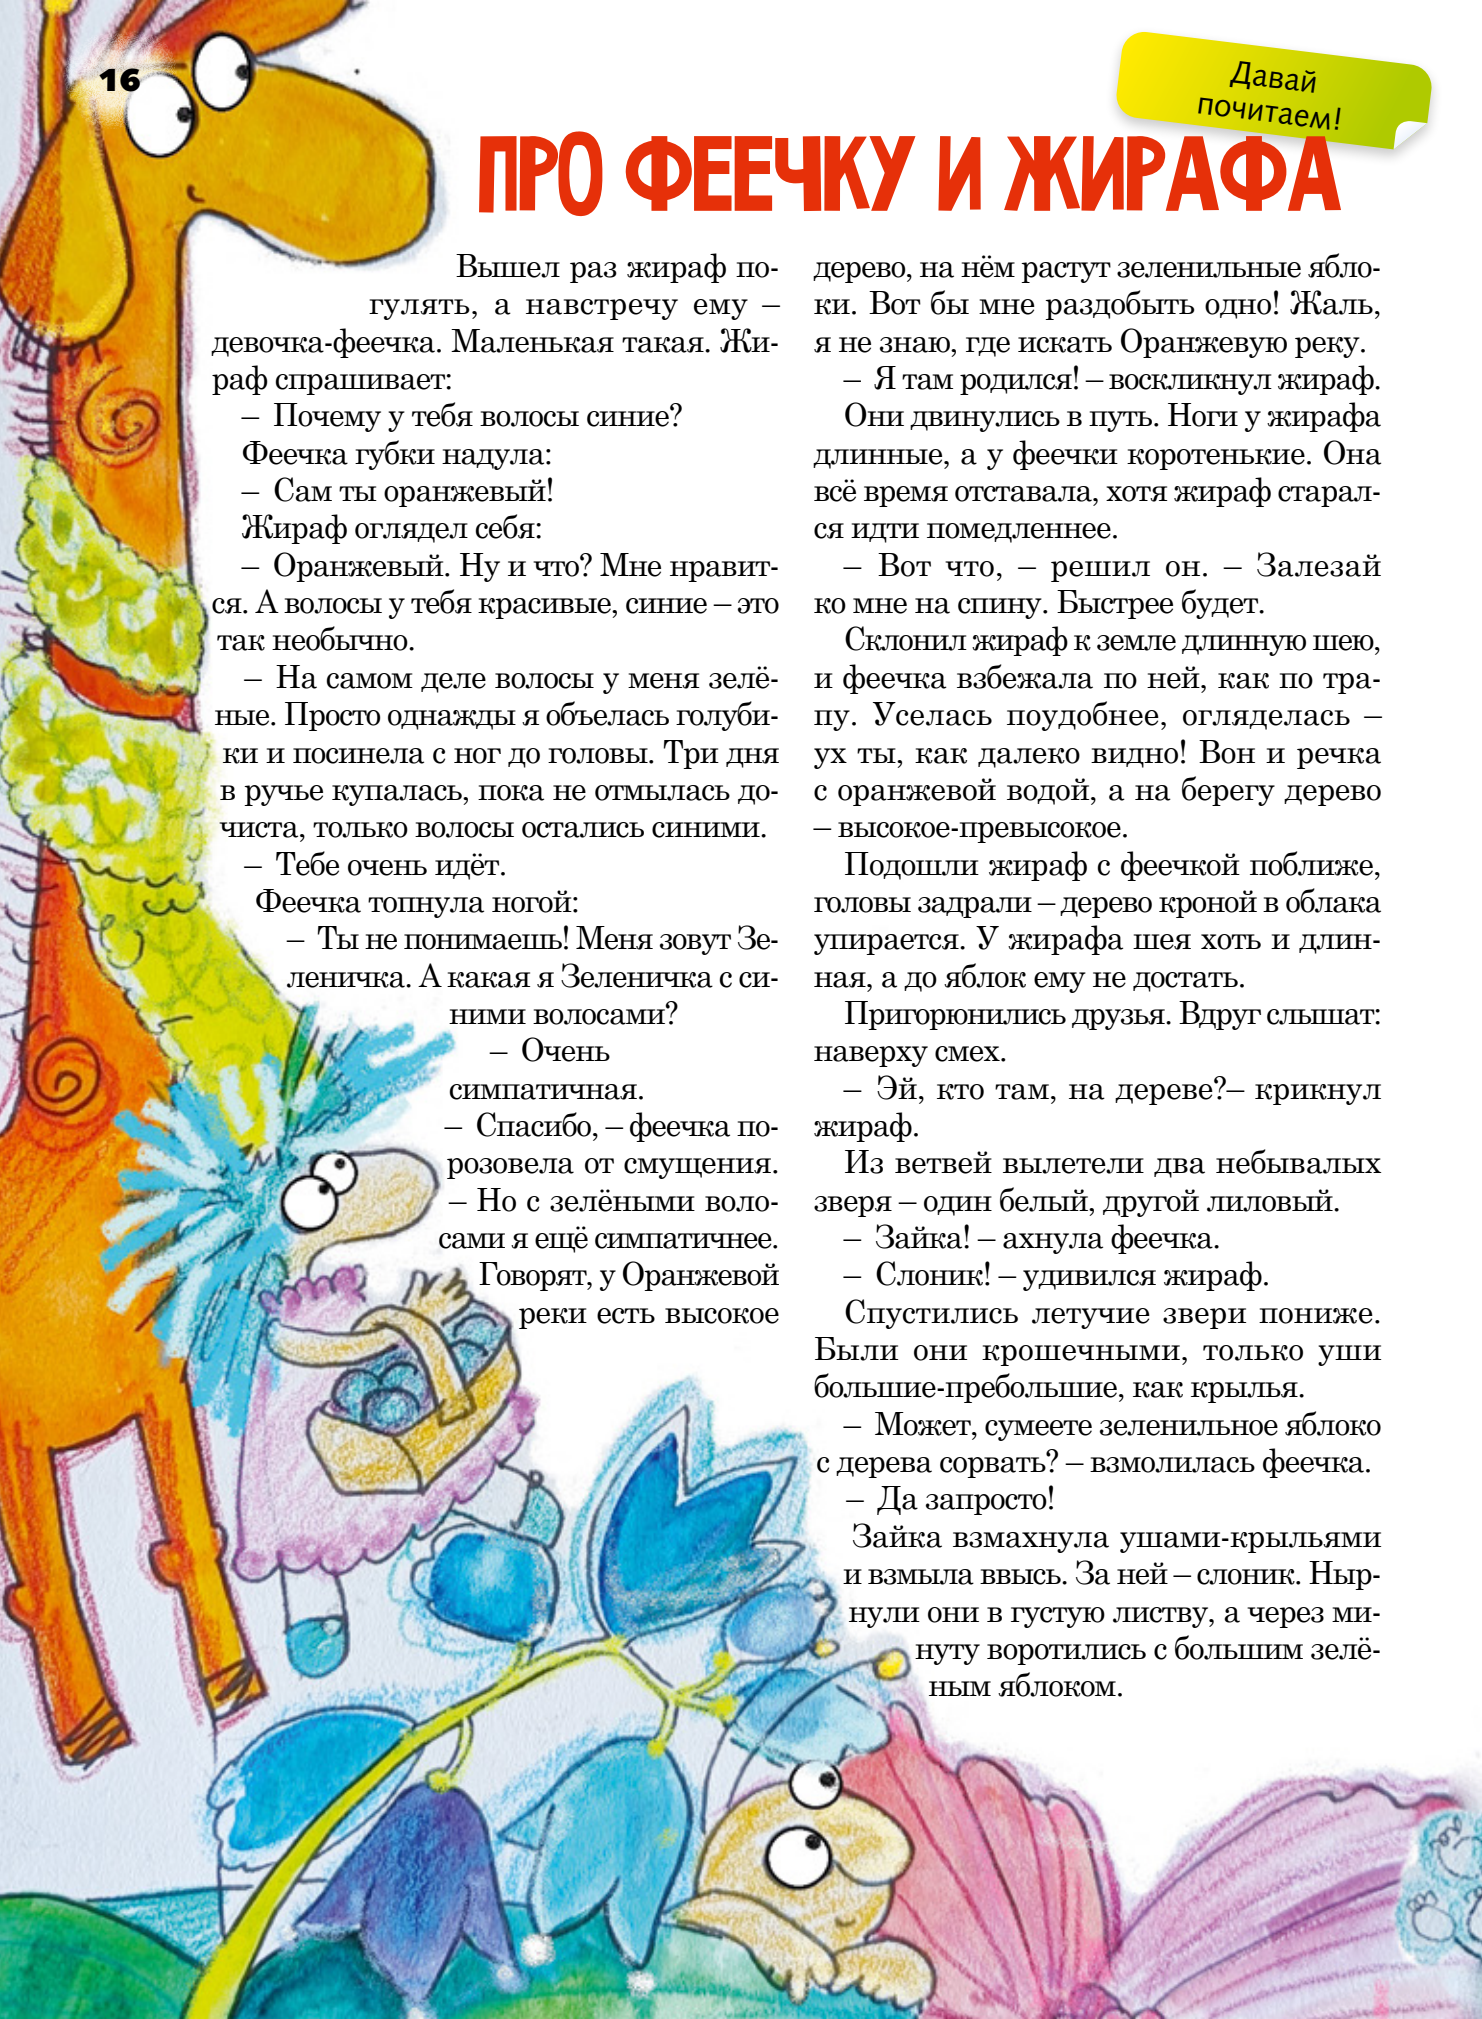 16
Давай
почитаем!
ПРО ФЕЕЧКУ И ЖИРАФА
Вышел раз жираф по-
гулять, а навстречу ему –
девочка-феечка. Маленькая такая. Жи-
раф спрашивает:
– Почему у тебя волосы синие?
Феечка губки надула:
– Сам ты оранжевый!
Жираф оглядел себя:
– Оранжевый. Ну и что? Мне нравит-
ся. А волосы у тебя красивые, синие – это
так необычно.
– На самом деле волосы у меня зелё-
ные. Просто однажды я объелась голуби-
ки и посинела с ног до головы. Три дня
в ручье купалась, пока не отмылась до-
чиста, только волосы остались синими.
– Тебе очень идёт.
Феечка топнула ногой:
– Ты не понимаешь! Меня зовут Зе-
леничка. А какая я Зеленичка с си-
ними волосами?
– Очень
симпатичная.
– Спасибо, – феечка по-
розовела от смущения.
– Но с зелёными воло-
сами я ещё симпатичнее.
Говорят, у Оранжевой
реки есть высокое
дерево, на нём растут зеленильные ябло-
ки. Вот бы мне раздобыть одно! Жаль,
я не знаю, где искать Оранжевую реку.
– Я там родился! – воскликнул жираф.
Они двинулись в путь. Ноги у жирафа
длинные, а у феечки коротенькие. Она
всё время отставала, хотя жираф старал-
ся идти помедленнее.
– Вот что, – решил он. – Залезай
ко мне на спину. Быстрее будет.
Склонил жираф к земле длинную шею,
и феечка взбежала по ней, как по тра-
пу. Уселась поудобнее, огляделась –
ух ты, как далеко видно! Вон и речка
с оранжевой водой, а на берегу дерево
– высокое-превысокое.
Подошли жираф с феечкой поближе,
головы задрали – дерево кроной в облака
упирается. У жирафа шея хоть и длин-
ная, а до яблок ему не достать.
Пригорюнились друзья. Вдруг слышат:
наверху смех.
– Эй, кто там, на дереве?– крикнул
жираф.
Из ветвей вылетели два небывалых
зверя – один белый, другой лиловый.
– Зайка! – ахнула феечка.
– Слоник! – удивился жираф.
Спустились летучие звери пониже.
Были они крошечными, только уши
большие-пребольшие, как крылья.
– Может, сумеете зеленильное яблоко
с дерева сорвать? – взмолилась феечка.
– Да запросто!
Зайка взмахнула ушами-крыльями
и взмыла ввысь. За ней – слоник. Ныр-
нули они в густую листву, а через ми-
нуту воротились с большим зелё-
ным яблоком.